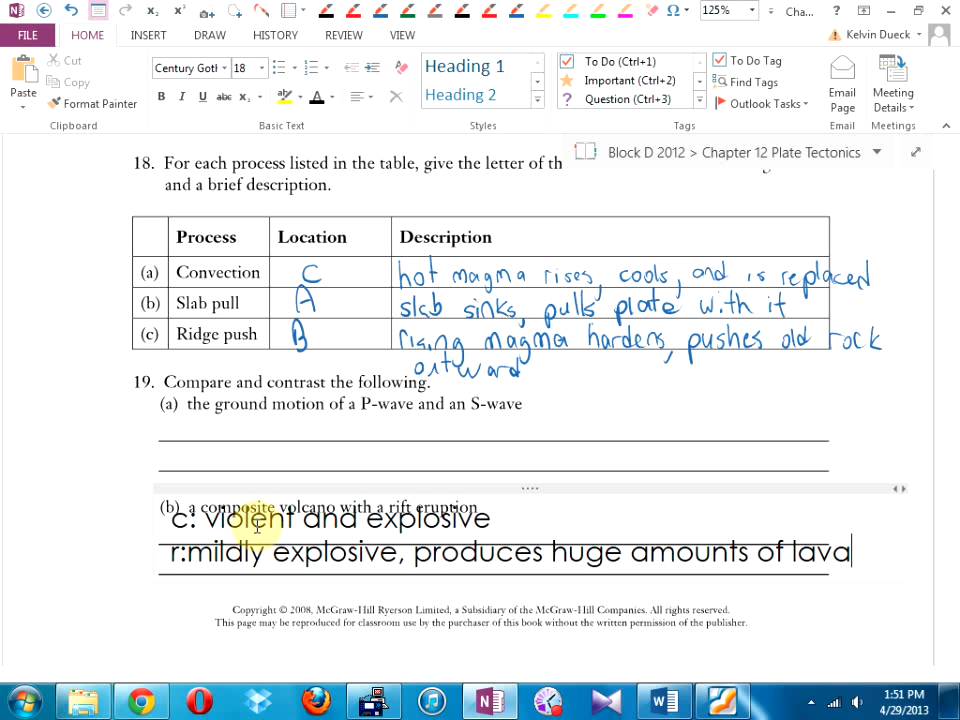 125%
Cha...
?
FILE
HOME
INSERT
DRAW
HISTORY
REVIEW
VIEW
Kelvin Dueck
Paste
Cut
Copy
Format Painter
Clipboard
Century Goth
18
B I U abc x₂
A
Basic Text
Heading 1
Heading 2
Styles
To Do (Ctrl+1)
Important (Ctrl+2)
? Question (Ctrl+3)
To Do Tag
Find Tags
Outlook Tasks
Tags
Email
Page
Email
Meeting
Details
Meetings
Block D 2012 > Chapter 12 Plate Tectonics
18. For each process listed in the table, give the letter of th
and a brief description.
Process Location Description
(a) Convection C hot magma rises, cools, and is replaced
(b) Slab pull A slab sinks, pulls plate with it
(c) Ridge push B rising magma hardens, pushes old rock
outward
19. Compare and contrast the following.
(a) the ground motion of a P-wave and an S-wave
(b) a composite volcano with a rift eruption
c: violent and explosive
r:mildly explosive, produces huge amounts of lava
Copyright © 2008, McGraw-Hill Ryerson Limited, a Subsidiary of the McGraw-Hill Companies. All rights reserved.
This page may be reproduced for classroom use by the purchaser of this book without the written permission of the publisher.
1:51 PM
4/29/2013